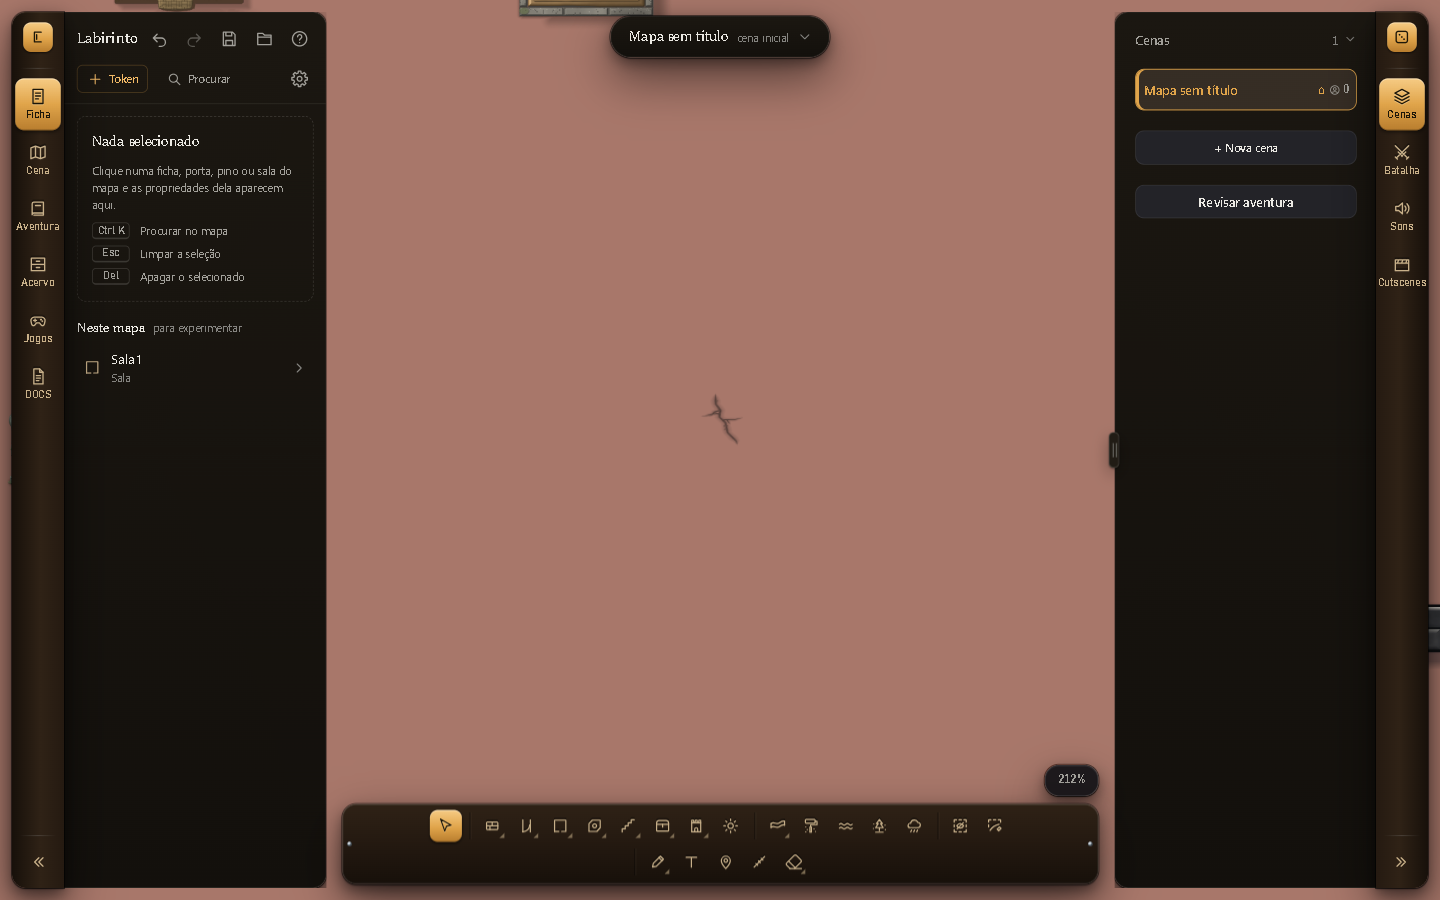 Labirinto
Token
Procurar
Ficha
Cena
Aventura
Acervo
Jogos
DOCS
Nada selecionado
Clique numa ficha, porta, pino ou sala do
mapa e as propriedades dela aparecem
aqui.
Ctrl K Procurar no mapa
Esc Limpar a seleção
Del Apagar o selecionado
Neste mapa para experimentar
Sala 1
Sala
Mapa sem título cena inicial
212%
T
Cenas 1
Mapa sem título 0
+ Nova cena
Revisar aventura
Cenas
Batalha
Sons
Cutscenes